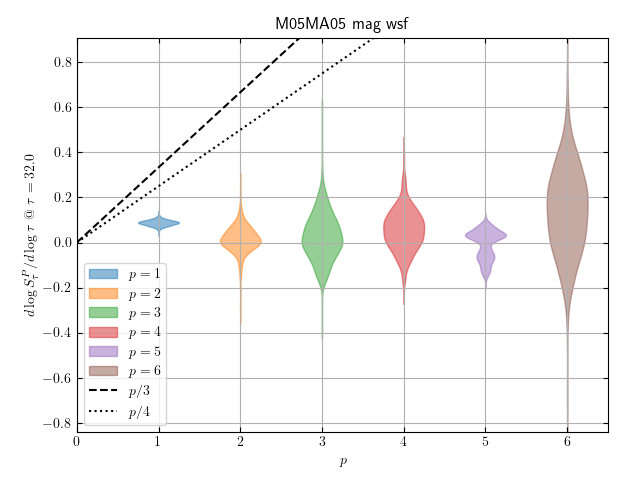 M05MA05 mag wsf
d log S_τ^P / d log τ @ τ = 32.0
0.8
0.6
0.4
0.2
0.0
−0.2
−0.4
−0.6
−0.8
p = 1
p = 2
p = 3
p = 4
p = 5
p = 6
p/3
p/4
0 1 2 3 4 5 6
p